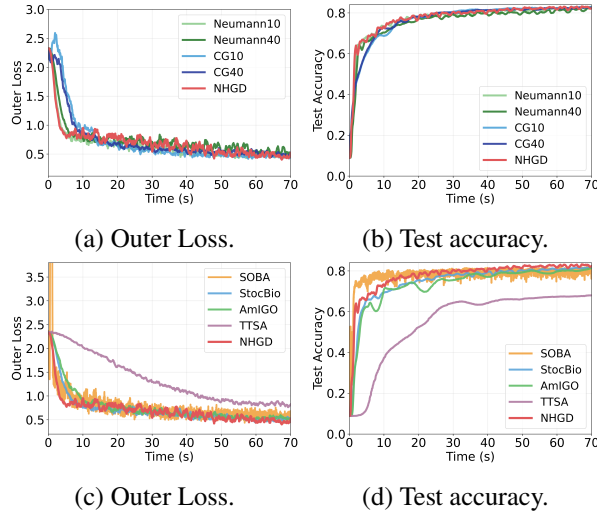 3.0
2.5
2.0
1.5
1.0
0.5
Outer Loss
0 10 20 30 40 50 60 70
Time (s)
Neumann10
Neumann40
CG10
CG40
NHGD
(a) Outer Loss.
0.8
0.6
0.4
0.2
0.0
Test Accuracy
0 10 20 30 40 50 60 70
Time (s)
Neumann10
Neumann40
CG10
CG40
NHGD
(b) Test accuracy.
3.5
3.0
2.5
2.0
1.5
1.0
0.5
Outer Loss
0 10 20 30 40 50 60 70
Time (s)
SOBA
StocBio
AmIGO
TTSA
NHGD
(c) Outer Loss.
0.8
0.6
0.4
0.2
0.0
Test Accuracy
0 10 20 30 40 50 60 70
Time (s)
SOBA
StocBio
AmIGO
TTSA
NHGD
(d) Test accuracy.